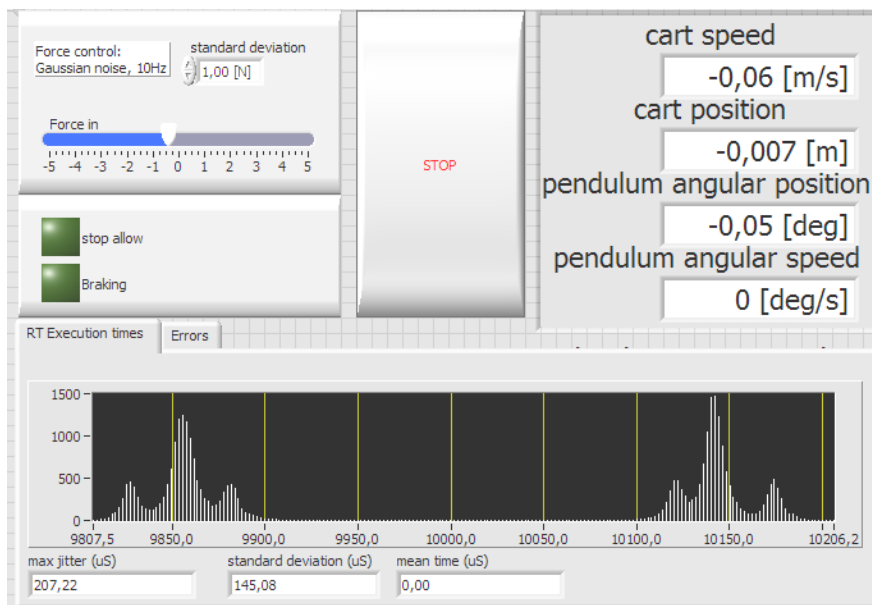 Force control:
Gaussian noise, 10Hz
standard deviation
1,00 [N]
Force in
-5 -4 -3 -2 -1 0 1 2 3 4 5
stop allow
Braking
STOP
cart speed
-0,06 [m/s]
cart position
-0,007 [m]
pendulum angular position
-0,05 [deg]
pendulum angular speed
0 [deg/s]
RT Execution times
Errors
1500
1000
500
0
9807,5 9850,0 9900,0 9950,0 10000,0 10050,0 10100,0 10150,0 10206,2
max jitter (uS)
207,22
standard deviation (uS)
145,08
mean time (uS)
0,00